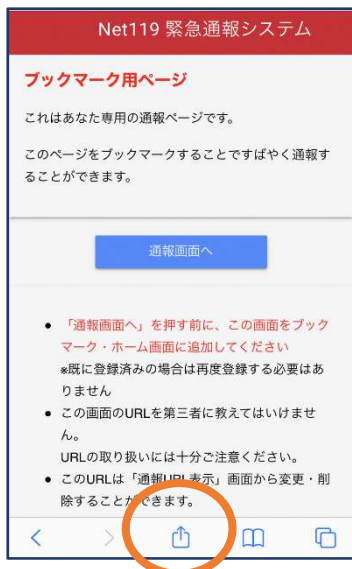 Net119 緊急通報システム
ブックマーク用ページ
これはあなた専用の通報ページです。
このページをブックマークすることですばやく通報す
ることができます。
通報画面へ
● 「通報画面へ」を押す前に、この画面をブック
マーク・ホーム画面に追加してください
※既に登録済みの場合は再度登録する必要はあ
りません
● この画面のURLを第三者に教えてはいけませ
ん。
URLの取り扱いには十分ご注意ください。
● このURLは「通報URL表示」画面から変更・削
除することができます。